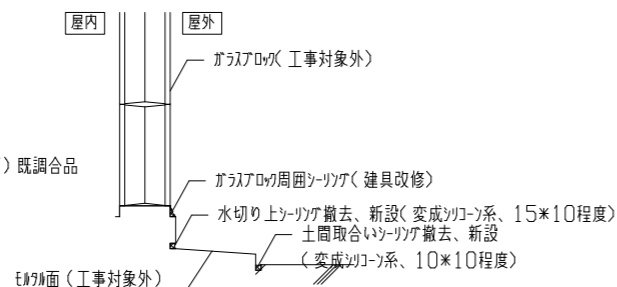 屋内 屋外
ガラスブロック(工事対象外)
)既調合品
ガラスブロック周囲シーリング(建具改修)
水切り上シーリング撤去、新設(変成シリコーン系、15*10程度)
土間取合いシーリング撤去、新設
(変成シリコーン系、10*10程度)
モルタル面(工事対象外)